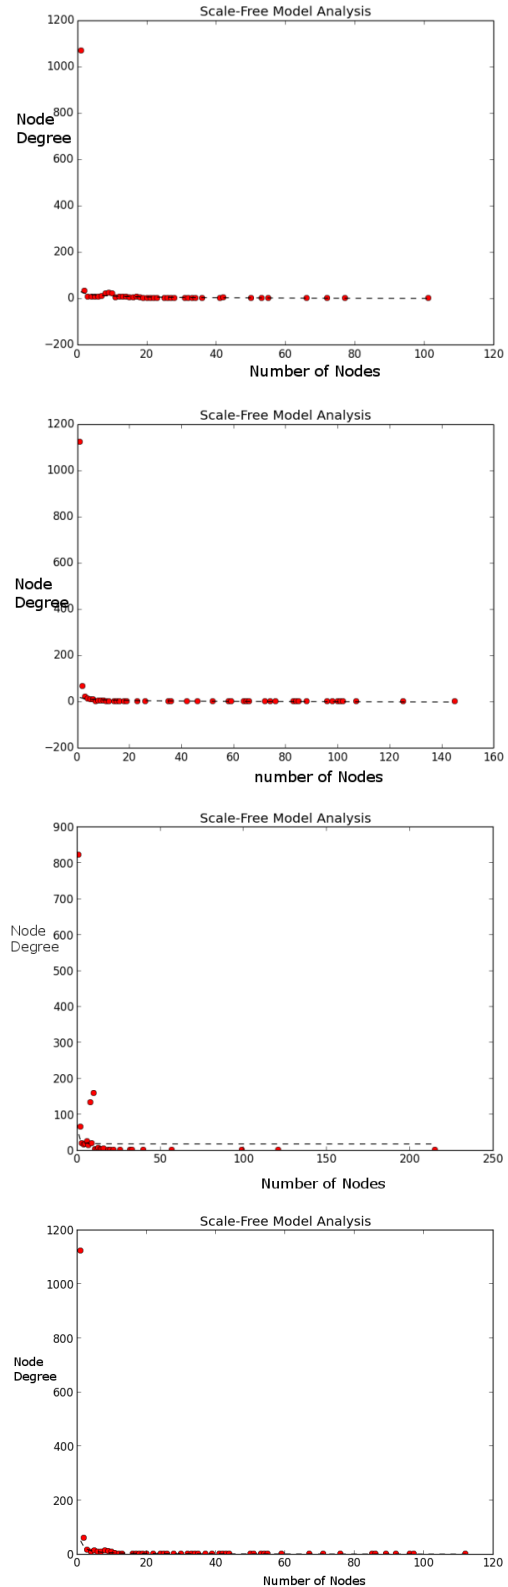 Scale-Free Model Analysis
1200
1000
800
600
400
200
0
−200
Node
Degree
0 20 40 60 80 100 120
Number of Nodes
Scale-Free Model Analysis
1200
1000
800
600
400
200
0
−200
Node
Degree
0 20 40 60 80 100 120 140 160
number of Nodes
Scale-Free Model Analysis
900
800
700
600
500
400
300
200
100
0
Node
Degree
0 50 100 150 200 250
Number of Nodes
Scale-Free Model Analysis
1200
1000
800
600
400
200
0
Node
Degree
0 20 40 60 80 100 120
Number of Nodes